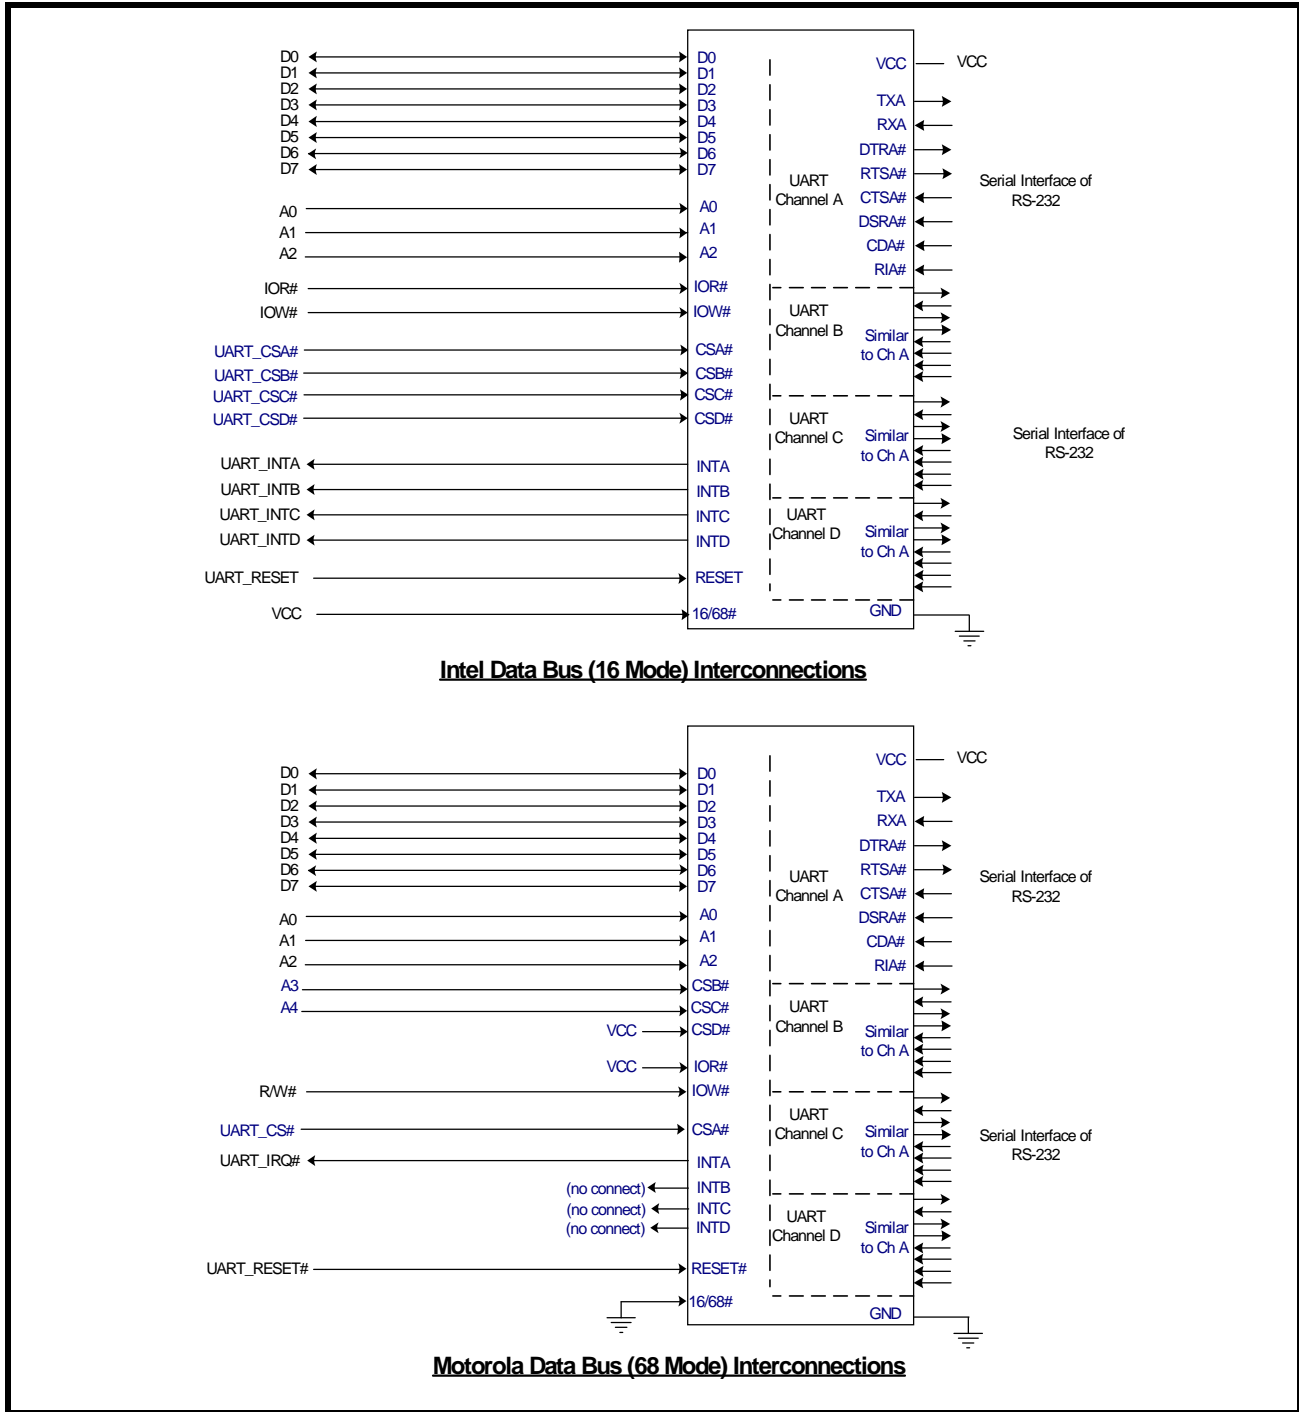 D0 D0 VCC VCC
D1 D1
D2 D2
D3 D3 TXA
D4 D4 RXA
D5 D5
D6 D6 DTRA#
D7 D7 UART RTSA# Serial Interface of
Channel A CTSA# RS-232
A0 A0
A1 A1 DSRA#
A2 A2 CDA#
RIA#
IOR# IOR#
IOW# IOW# UART
Channel B Similar
UART_CSA# CSA# to Ch A
UART_CSB# CSB#
UART_CSC# CSC#
UART_CSD# CSD# UART
Channel C Similar Serial Interface of
to Ch A RS-232
UART_INTA INTA
UART_INTB INTB
UART_INTC INTC UART
Channel D Similar
UART_INTD INTD to Ch A
UART_RESET RESET
VCC 16/68# GND
Intel Data Bus (16 Mode) Interconnections
VCC VCC
D0 D0
D1 D1
D2 D2 TXA
D3 D3 RXA
D4 D4 DTRA#
D5 D5
D6 D6 UART RTSA# Serial Interface of
D7 D7 Channel A CTSA# RS-232
A0 A0 DSRA#
A1 A1 CDA#
A2 A2 RIA#
A3 CSB#
A4 CSC# UART
VCC CSD# Channel B Similar
to Ch A
VCC IOR#
R/W# IOW#
UART
UART_CS# CSA# Channel C Similar Serial Interface of
to Ch A RS-232
UART_IRQ# INTA
(no connect) INTB
(no connect) INTC UART
(no connect) INTD Channel D Similar
to Ch A
UART_RESET# RESET#
16/68# GND
Motorola Data Bus (68 Mode) Interconnections